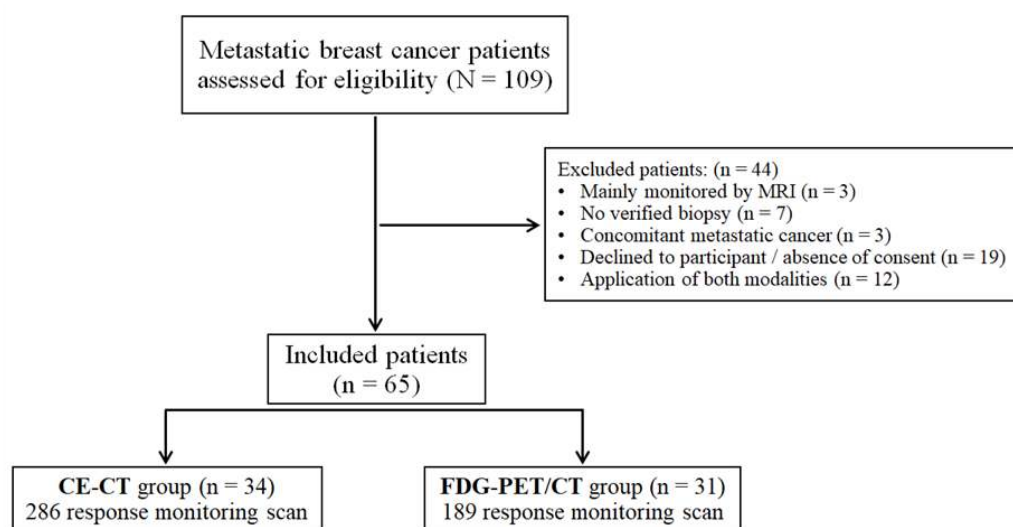 Metastatic breast cancer patients
assessed for eligibility (N = 109)
Excluded patients: (n = 44)
• Mainly monitored by MRI (n = 3)
• No verified biopsy (n = 7)
• Concomitant metastatic cancer (n = 3)
• Declined to participant / absence of consent (n = 19)
• Application of both modalities (n = 12)
Included patients
(n = 65)
CE-CT group (n = 34)
286 response monitoring scan
FDG-PET/CT group (n = 31)
189 response monitoring scan